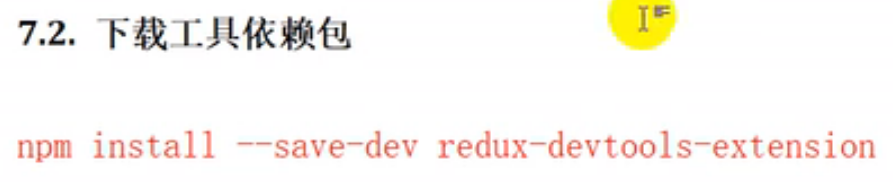 7.2. 下载工具依赖包
npm install --save-dev redux-devtools-extension